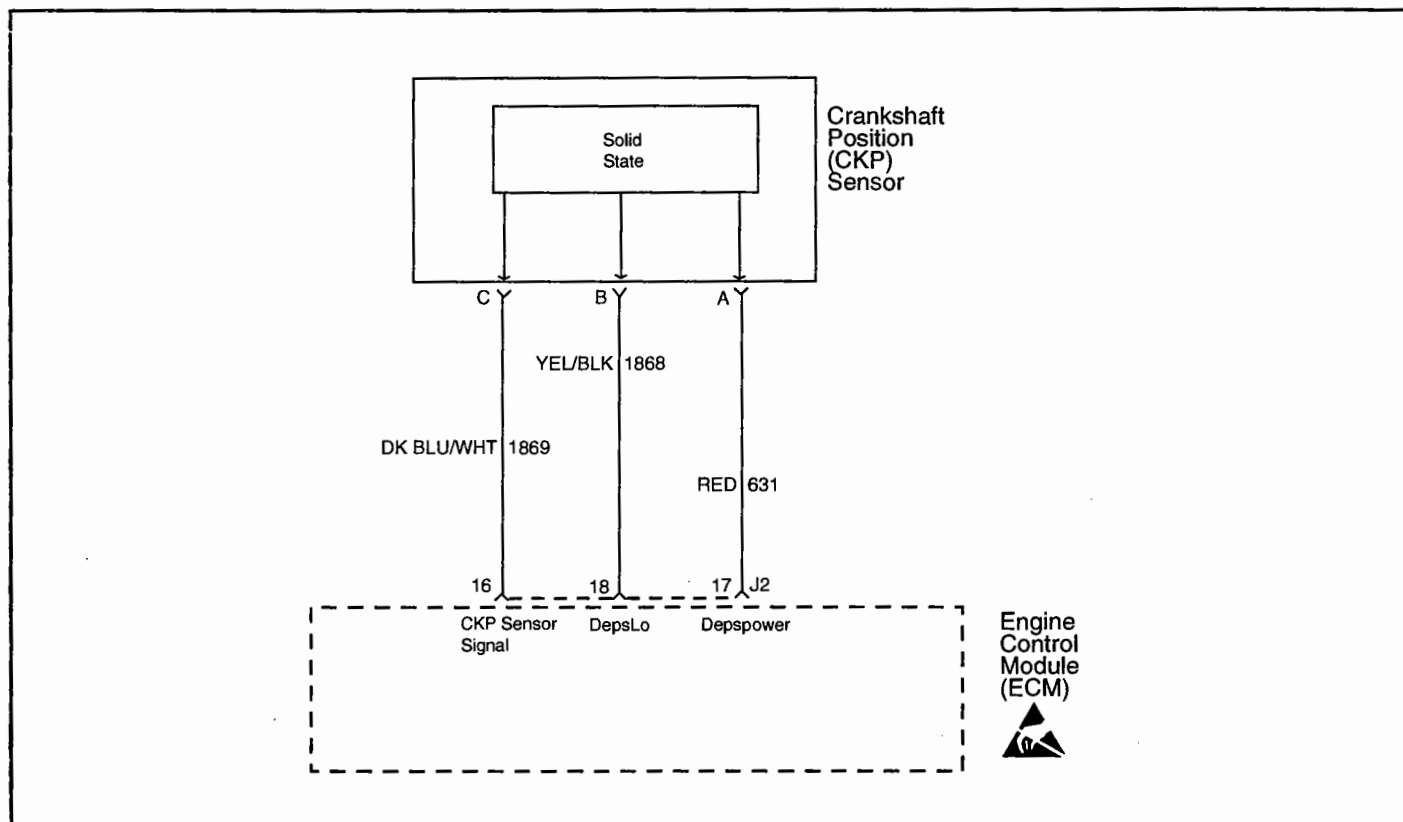 Solid
State
Crankshaft
Position
(CKP)
Sensor
C
B
A
YEL/BLK 1868
DK BLU/WHT 1869
RED 631
16
18
17 J2
CKP Sensor
Signal
DepsLo
Depspower
Engine
Control
Module
(ECM)